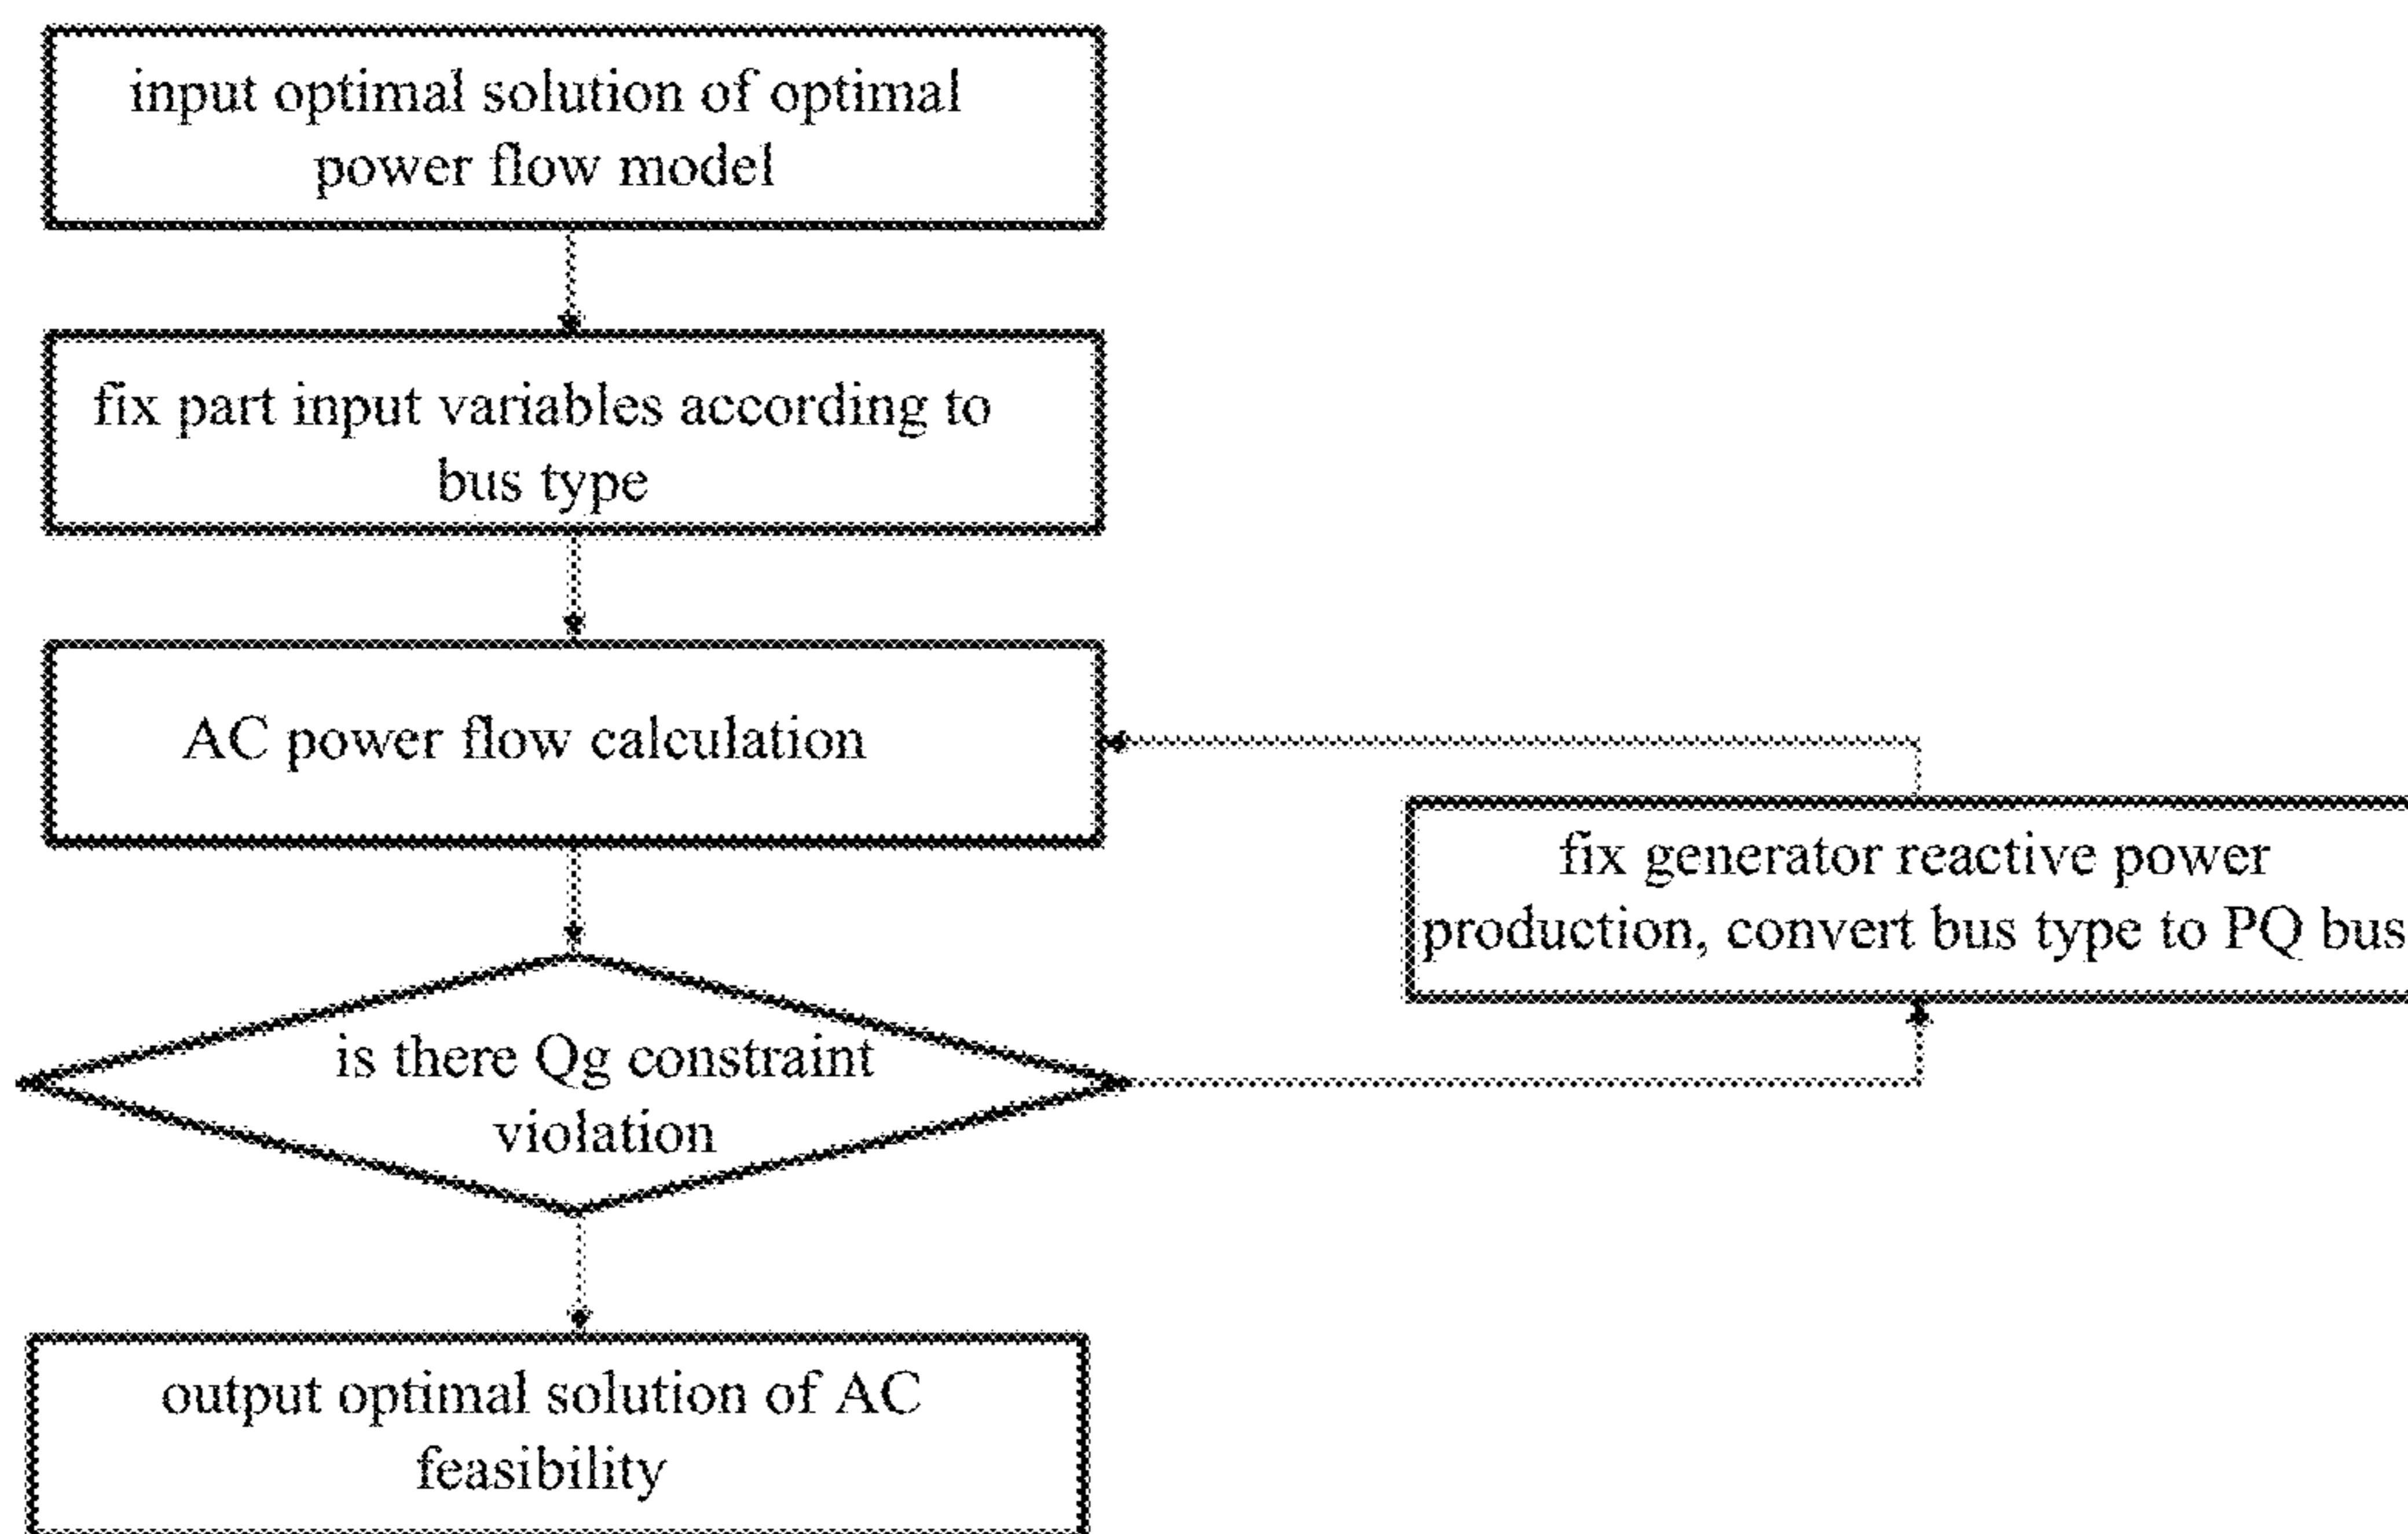 input optimal solution of optimal
power flow model
fix part input variables according to
bus type
AC power flow calculation
fix generator reactive power
production, convert bus type to PQ bus
is there Qg constraint
violation
output optimal solution of AC
feasibility